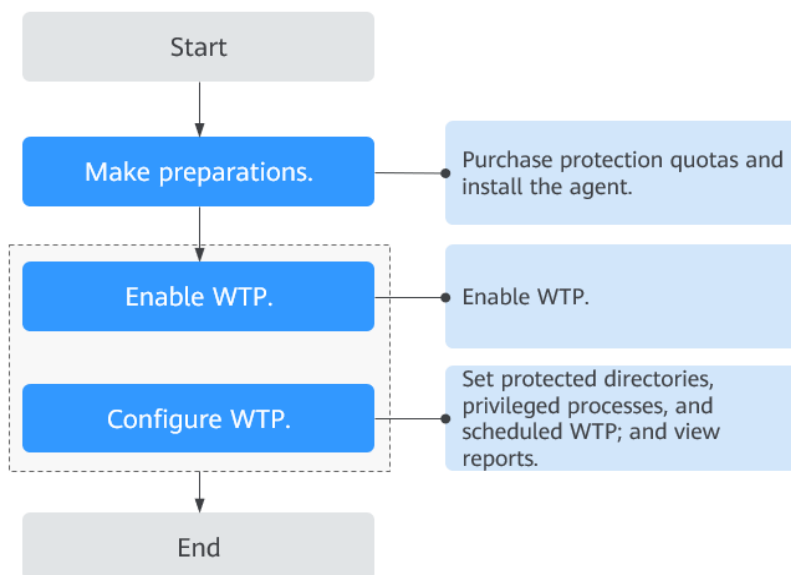 Start
Make preparations.
Purchase protection quotas and
install the agent.
Enable WTP.
Enable WTP.
Configure WTP.
Set protected directories,
privileged processes, and
scheduled WTP; and view
reports.
End